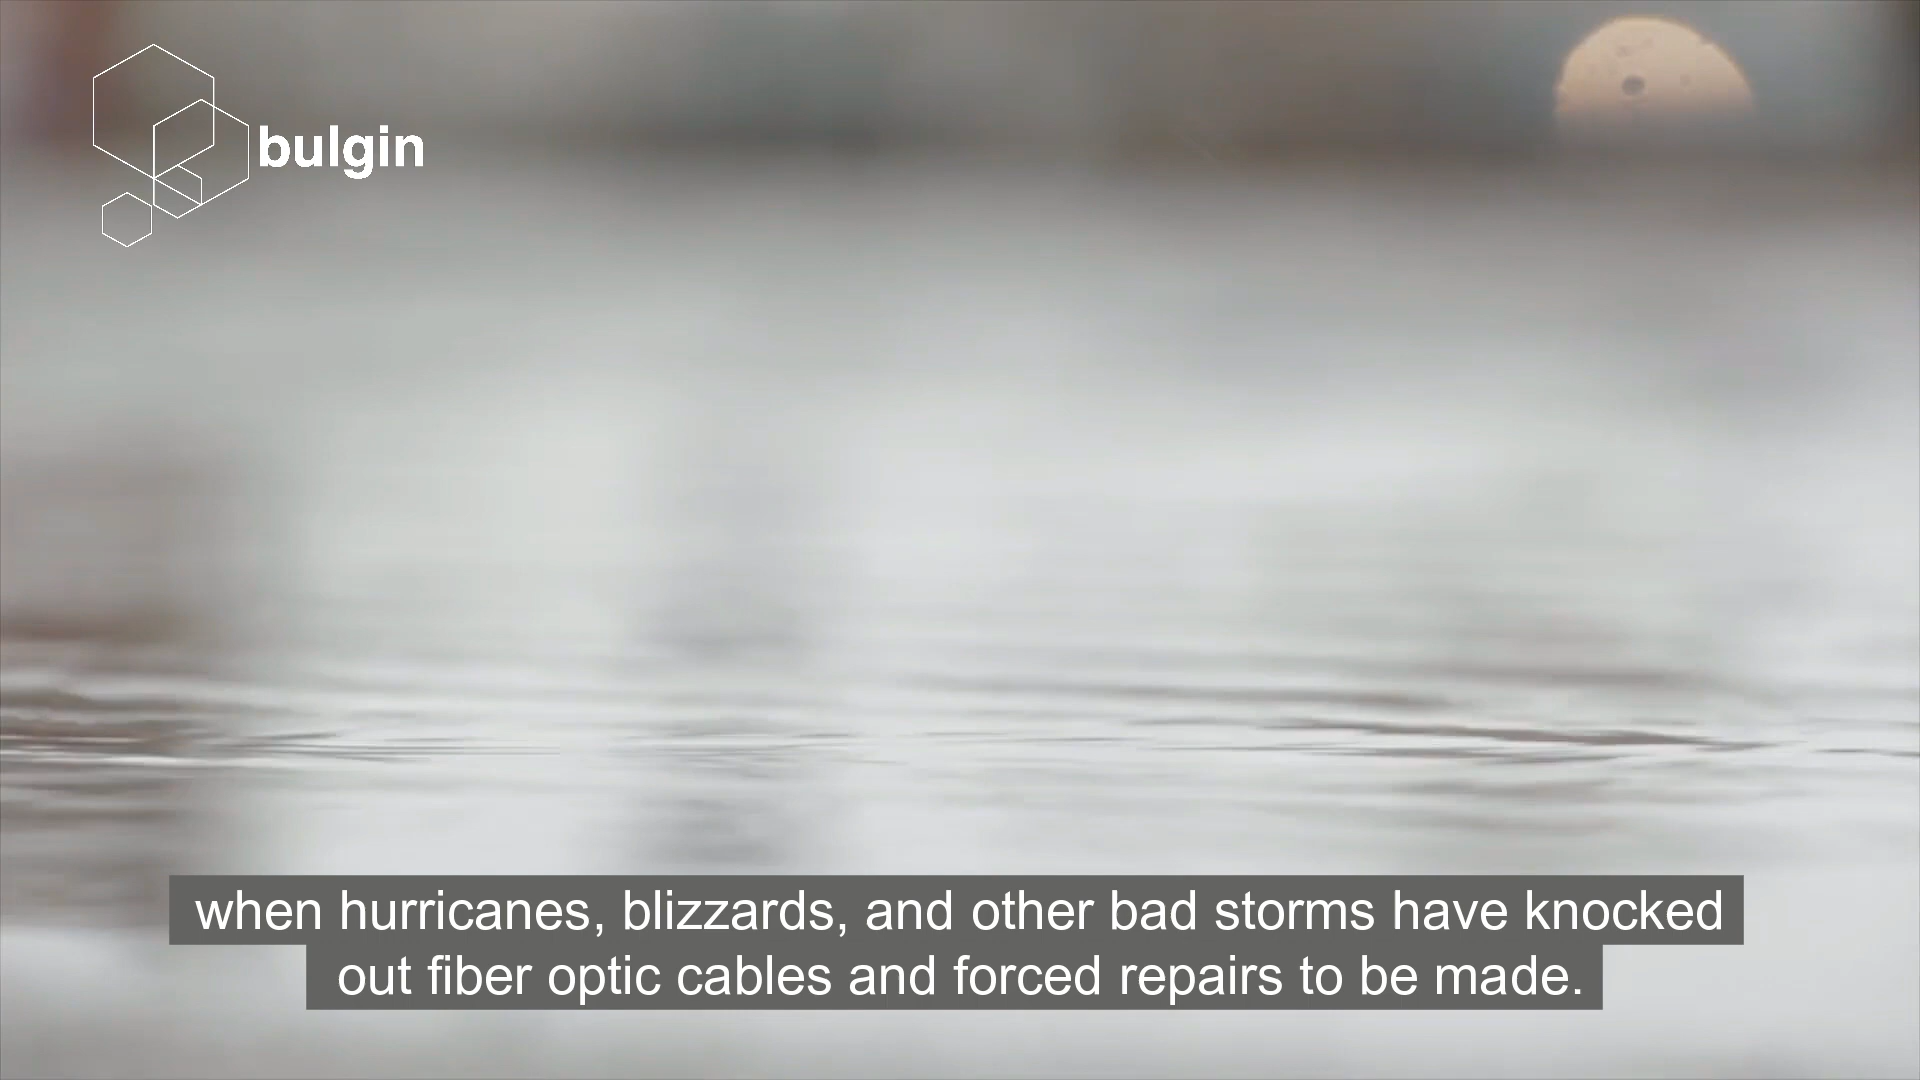 bulgin
when hurricanes, blizzards, and other bad storms have knocked
out fiber optic cables and forced repairs to be made.